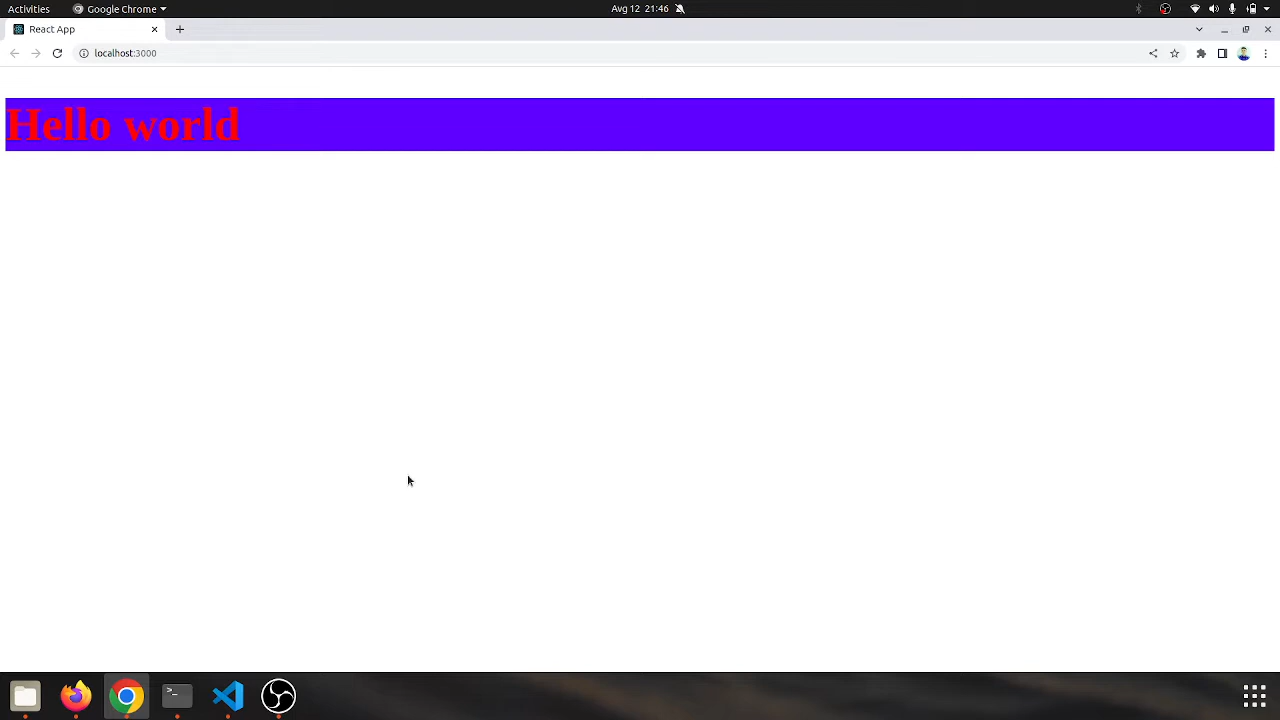 Activities
Google Chrome
Avg 12 21:46
React App
localhost:3000
Hello world